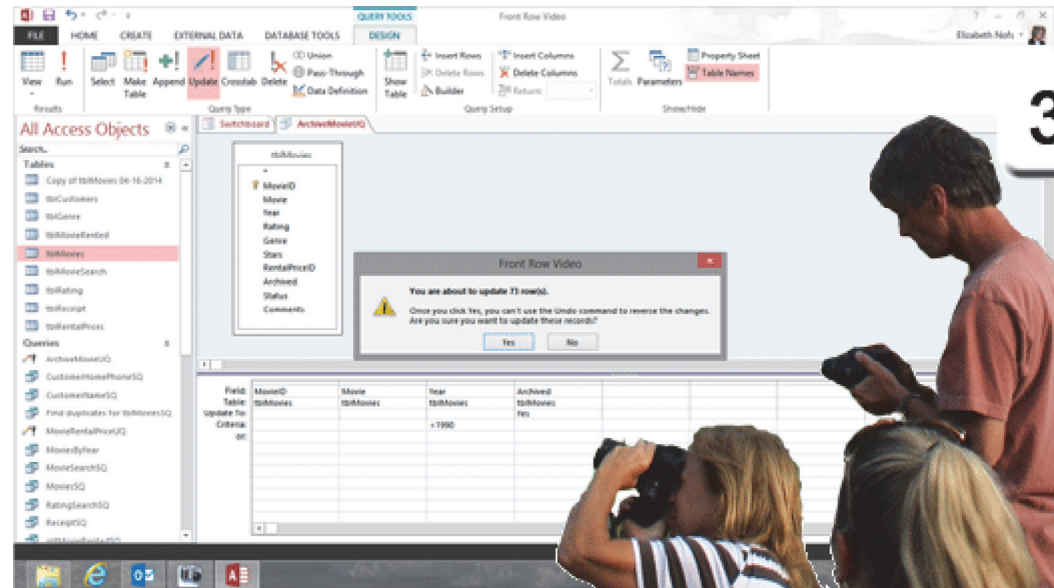 QUERY TOOLS
Front Row Video
FILE HOME CREATE EXTERNAL DATA DATABASE TOOLS DESIGN
Elizabeth Nofs
View
Run
Select
Make Table
Append
Update
Crosstab
Delete
Union
Pass-Through
Data Definition
Show Table
Insert Rows
Delete Rows
Builder
Insert Columns
Delete Columns
Return:
Totals
Parameters
Property Sheet
Table Names
Results
Query Type
Query Setup
Show/Hide
3
All Access Objects
Search...
Tables
Copy of tblMovies 04-16-2014
tblCustomers
tblGenre
tblMovieRented
tblMovies
tblMovieSearch
tblRating
tblReceipt
tblRentalPrices
Queries
ArchiveMovieUQ
CustomerHomePhoneSQ
CustomerNameSQ
Find duplicates for tblMoviesSQ
MovieRentalPriceUQ
MoviesByYear
MovieSearchSQ
MoviesSQ
RatingSearchSQ
ReceiptSQ
Switchboard
ArchiveMovieUQ
tblMovies
*
MovieID
Movie
Year
Rating
Genre
Stars
RentalPriceID
Archived
Status
Comments
Front Row Video
You are about to update 73 row(s).
Once you click Yes, you can't use the Undo command to reverse the changes.
Are you sure you want to update these records?
Yes No
Field: MovieID Movie Year Archived
Table: tblMovies tblMovies tblMovies tblMovies
Update To: Yes
Criteria: <1990
or: